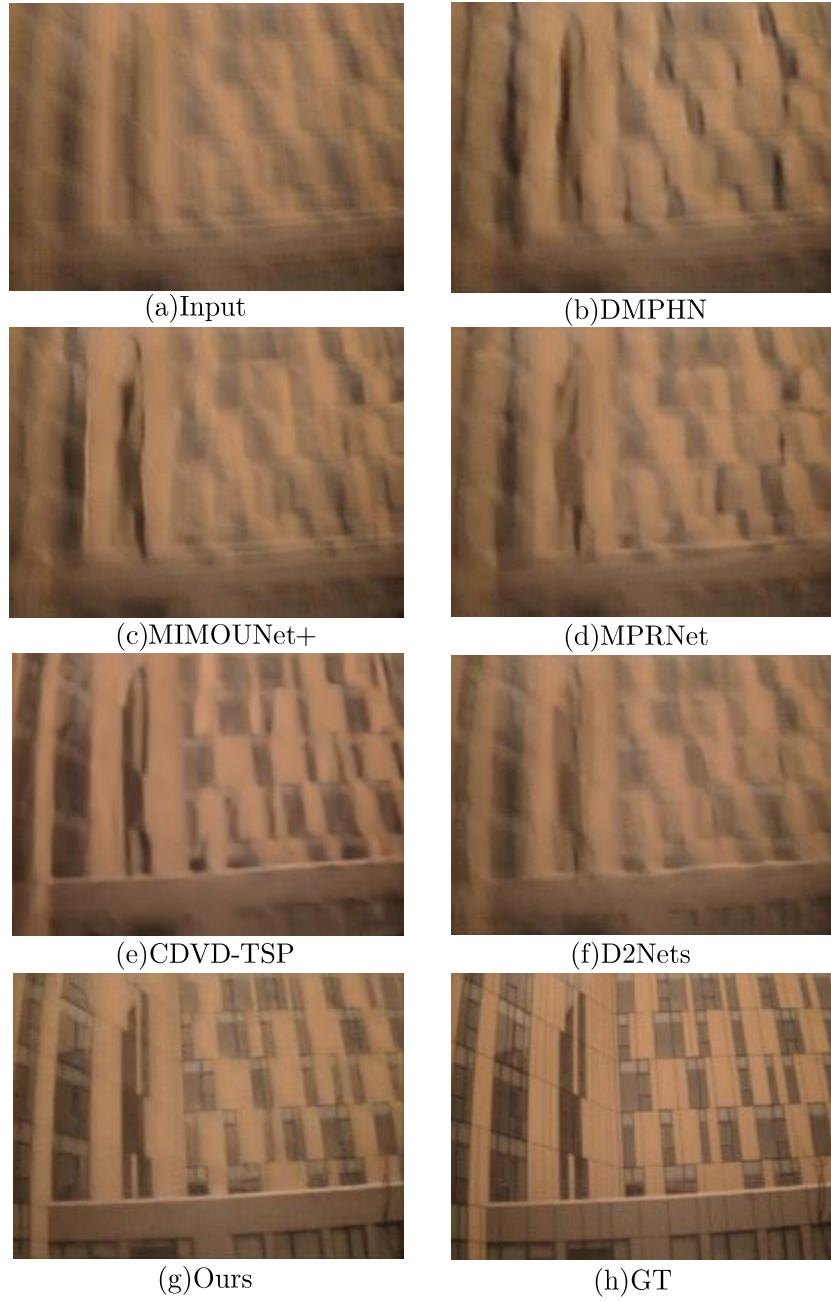 (a)Input
(b)DMPHN
(c)MIMOUNet+
(d)MPRNet
(e)CDVD-TSP
(f)D2Nets
(g)Ours
(h)GT